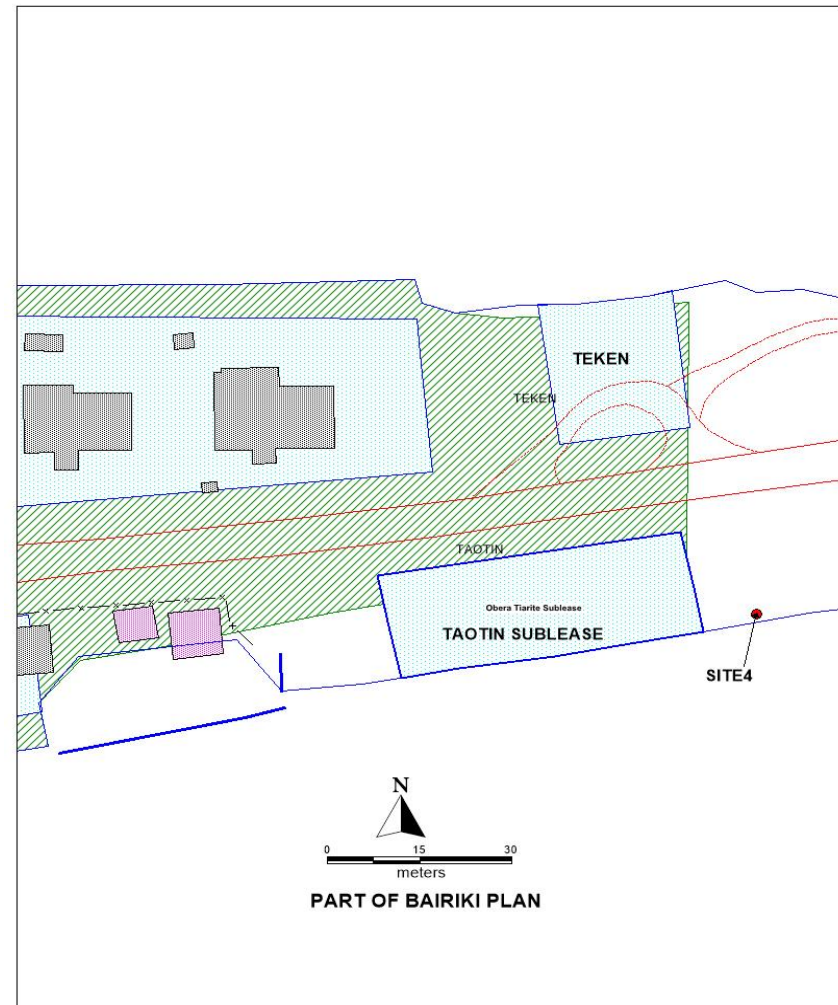 TEKEN
TEKEN
TAOTIN
Obera Tiarite Sublease
TAOTIN SUBLEASE
SITE4
N
0 15 30
meters
PART OF BAIRIKI PLAN